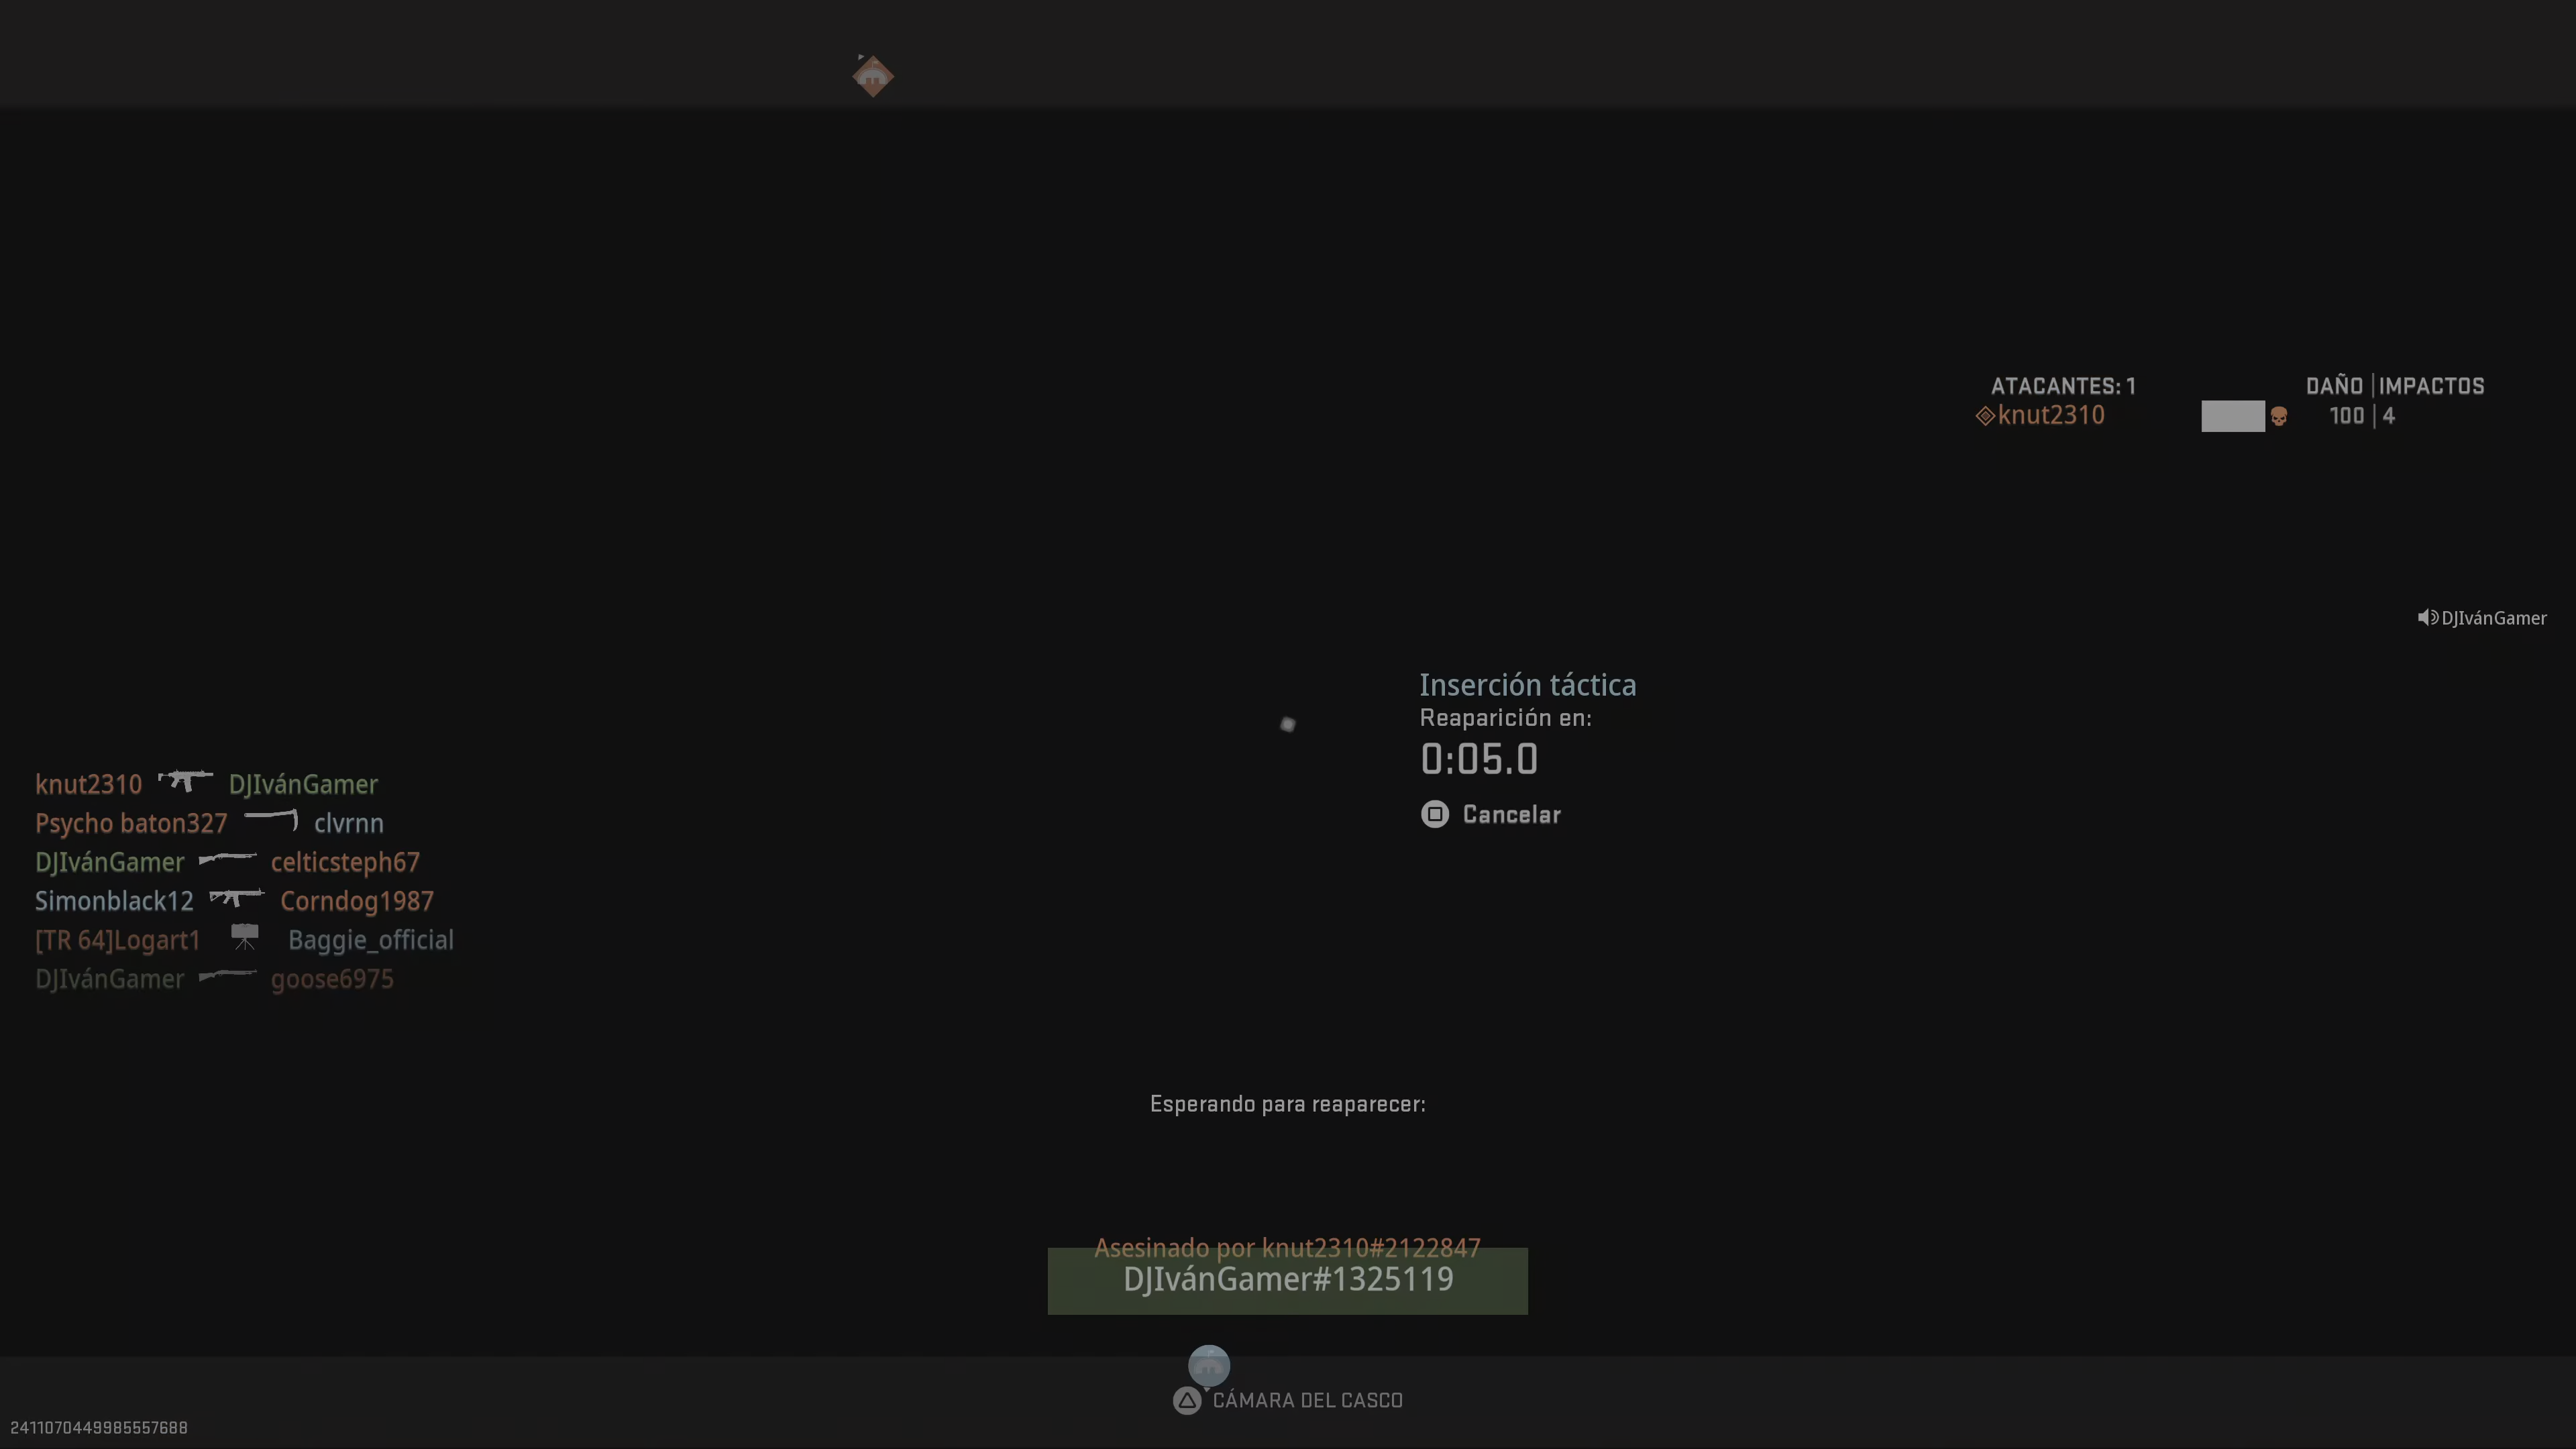 ATACANTES: 1
DAÑO | IMPACTOS
knut2310
100 | 4
DJIvánGamer
Inserción táctica
Reaparición en:
0:05.0
Cancelar
knut2310 DJIvánGamer
Psycho baton327 clvrnn
DJIvánGamer celticsteph67
Simonblack12 Corndog1987
[TR 64]Logart1 Baggie_official
DJIvánGamer goose6975
Esperando para reaparecer:
Asesinado por knut2310#2122847
DJIvánGamer#1325119
CÁMARA DEL CASCO
2411070449985557688